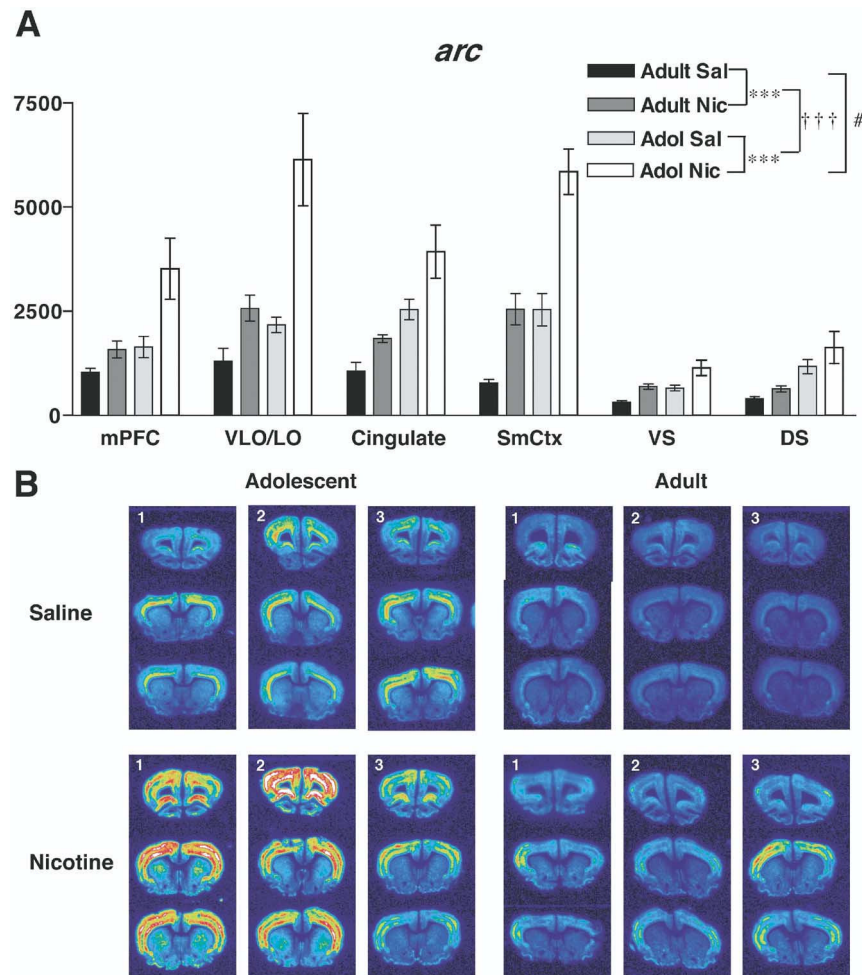 A
arc
Adult Sal
Adult Nic
Adol Sal
Adol Nic
***
***
†††
#
7500
5000
2500
0
mPFC VLO/LO Cingulate SmCtx VS DS
B
Adolescent Adult
Saline
1 2 3 1 2 3
Nicotine
1 2 3 1 2 3